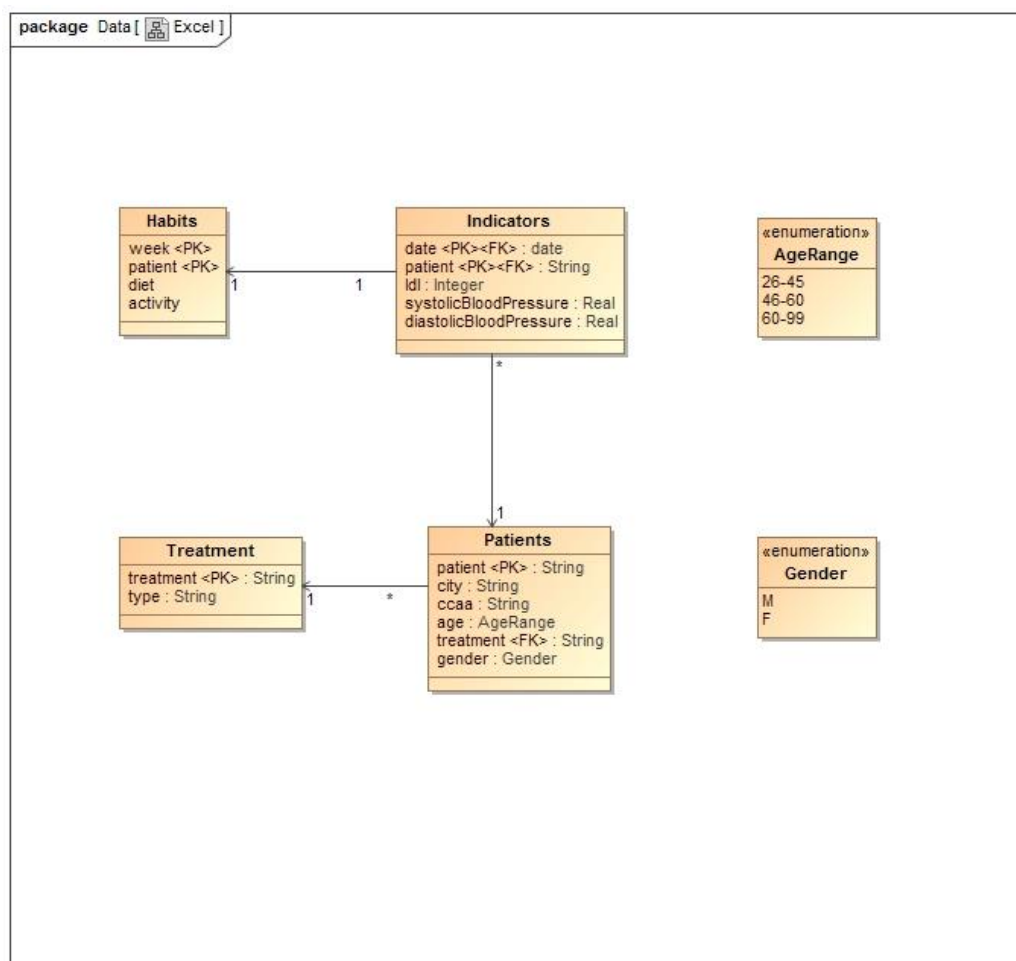 package Data [ Excel ]
Habits
week <PK>
patient <PK>
diet
activity
Indicators
date <PK><FK> : date
patient <PK><FK> : String
ldl : Integer
systolicBloodPressure : Real
diastolicBloodPressure : Real
«enumeration»
AgeRange
26-45
46-60
60-99
1
1
*
1
Treatment
treatment <PK> : String
type : String
1
*
Patients
patient <PK> : String
city : String
ccaa : String
age : AgeRange
treatment <FK> : String
gender : Gender
«enumeration»
Gender
M
F